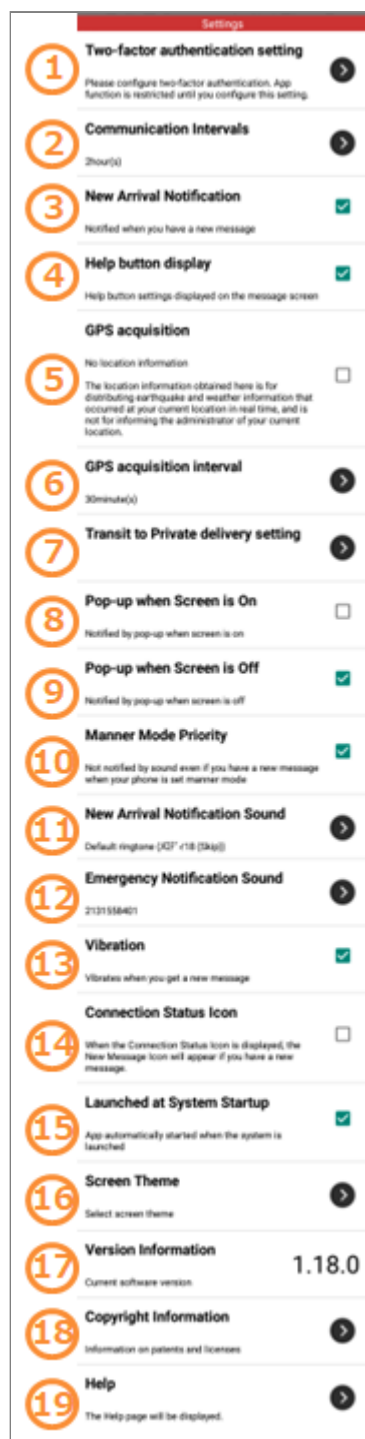 Settings
1
Two-factor authentication setting
Please configure two-factor authentication. App
function is restricted until you configure this setting.
2
Communication Intervals
2hour(s)
3
New Arrival Notification
Notified when you have a new message
4
Help button display
Help button settings displayed on the message screen
5
GPS acquisition
No location information
The location information obtained here is for
distributing earthquake and weather information that
occurred at your current location in real time, and is
not for informing the administrator of your current
location.
6
GPS acquisition interval
30minute(s)
7
Transit to Private delivery setting
8
Pop-up when Screen is On
Notified by pop-up when screen is on
9
Pop-up when Screen is Off
Notified by pop-up when screen is off
10
Manner Mode Priority
Not notified by sound even if you have a new message
when your phone is set manner mode
11
New Arrival Notification Sound
Default ringtone (18 (Skip))
12
Emergency Notification Sound
2131558401
13
Vibration
Vibrates when you get a new message
14
Connection Status Icon
When the Connection Status Icon is displayed, the
New Message Icon will appear if you have a new
message.
15
Launched at System Startup
App automatically started when the system is
launched
16
Screen Theme
Select screen theme
17
Version Information
1.18.0
Current software version
18
Copyright Information
Information on patents and licenses
19
Help
The Help page will be displayed.